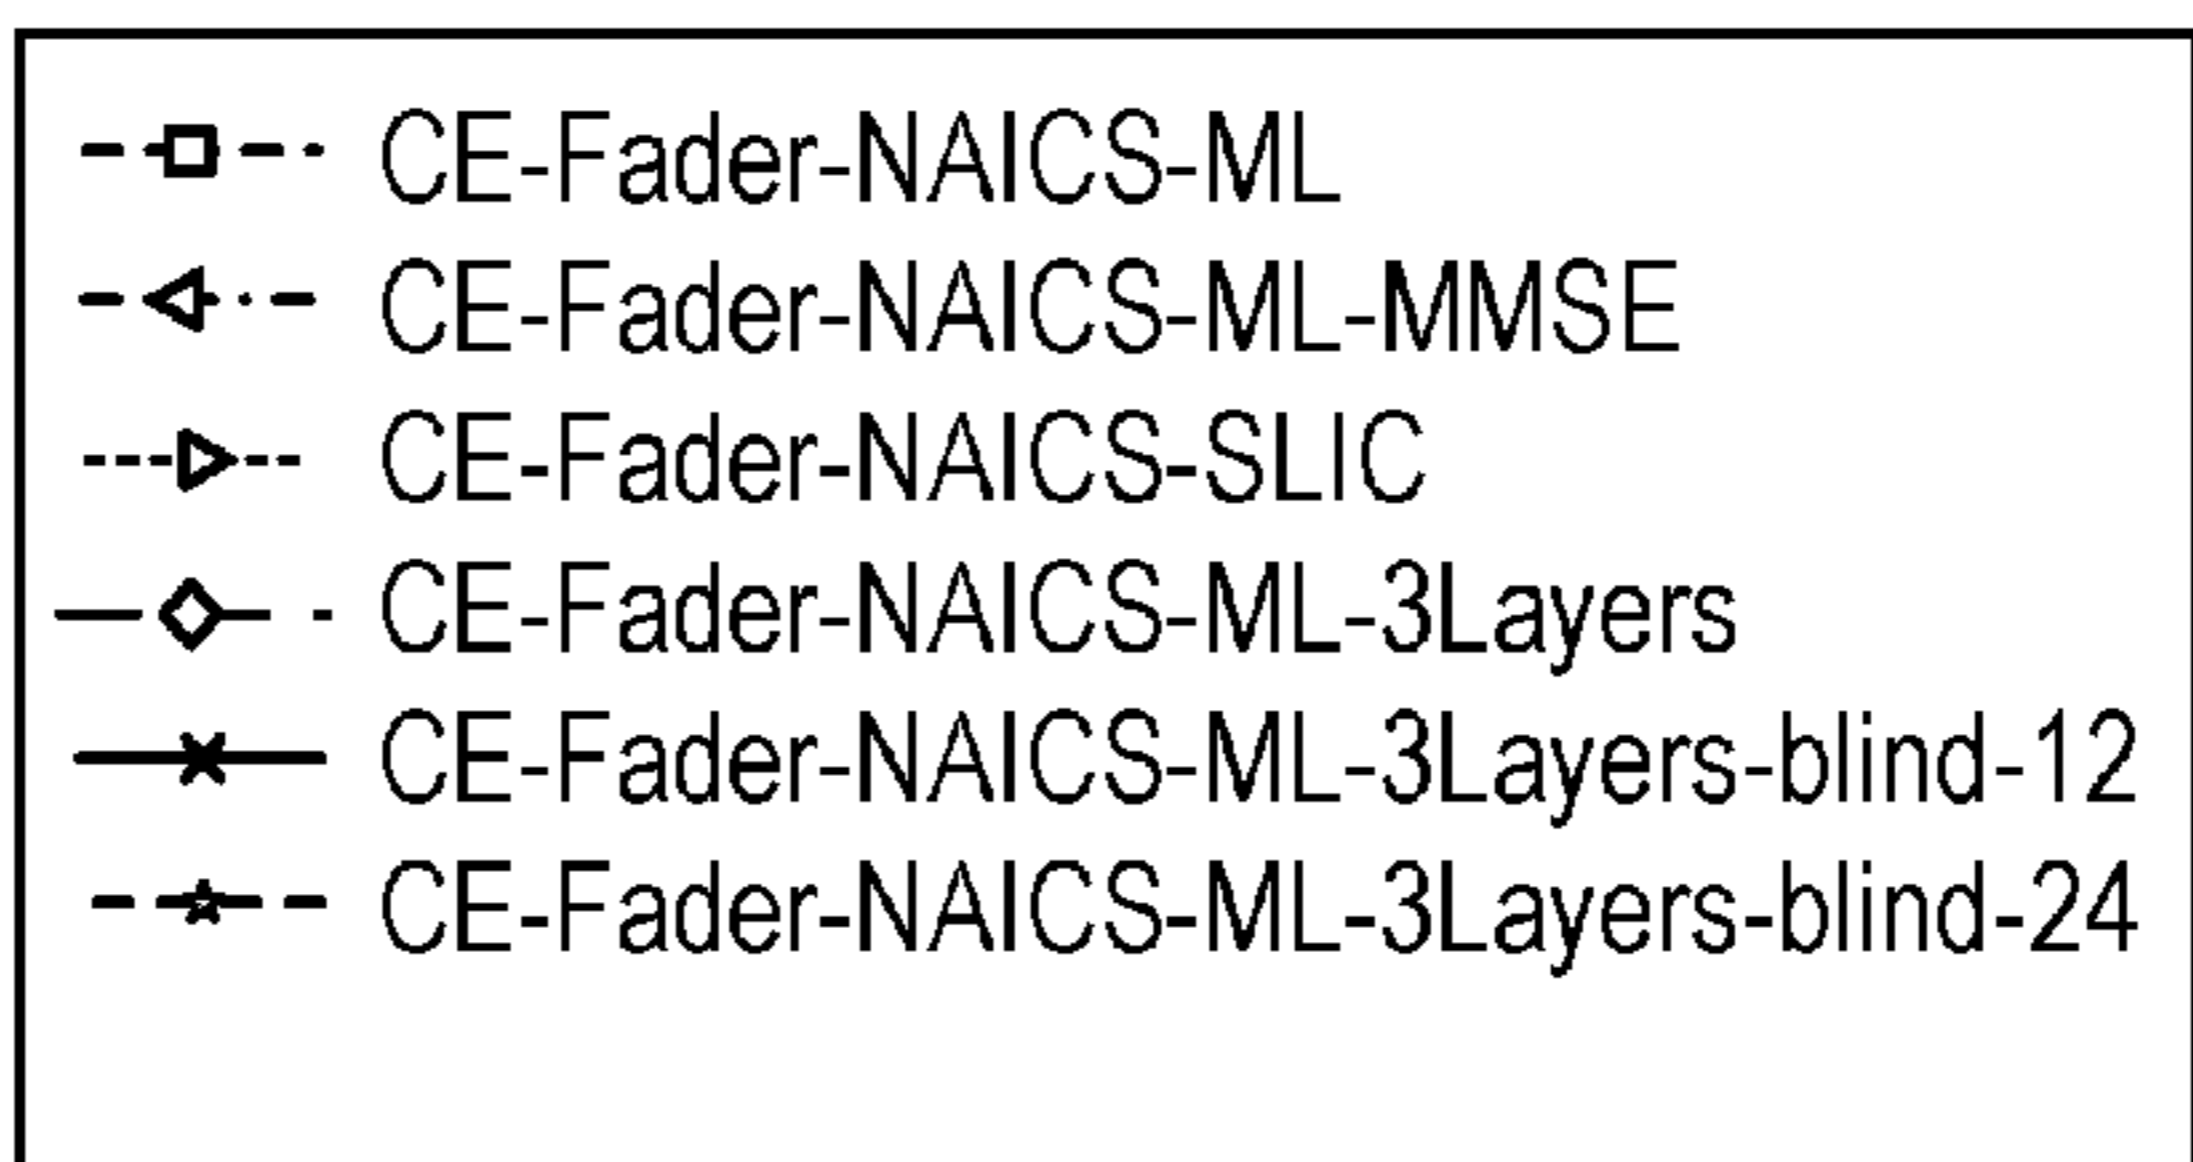 CE-Fader-NAICS-ML
CE-Fader-NAICS-ML-MMSE
CE-Fader-NAICS-SLIC
CE-Fader-NAICS-ML-3Layers
CE-Fader-NAICS-ML-3Layers-blind-12
CE-Fader-NAICS-ML-3Layers-blind-24